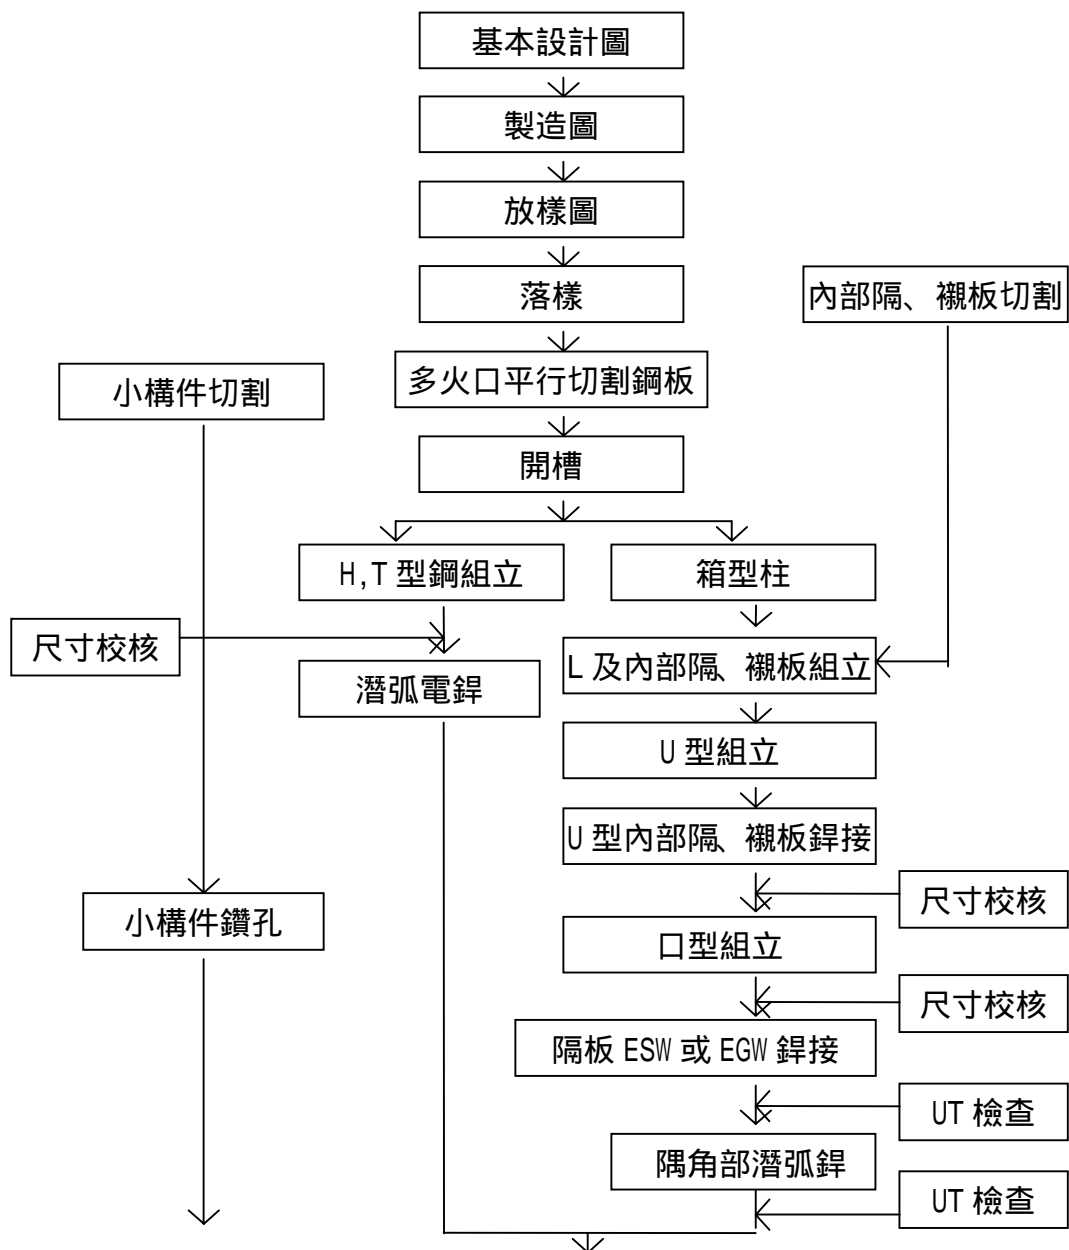 基本設計圖
製造圖
放樣圖
落樣
內部隔、襯板切割
多火口平行切割鋼板
小構件切割
開槽
H,T 型鋼組立
箱型柱
尺寸校核
L 及內部隔、襯板組立
潛弧電銲
U 型組立
U 型內部隔、襯板銲接
尺寸校核
小構件鑽孔
口型組立
尺寸校核
隔板 ESW 或 EGW 銲接
UT 檢查
隅角部潛弧銲
UT 檢查